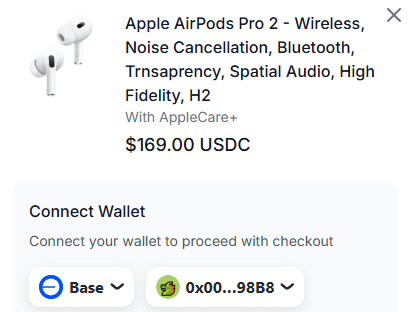 Apple AirPods Pro 2 - Wireless,
Noise Cancellation, Bluetooth,
Trnsaprency, Spatial Audio, High
Fidelity, H2
With AppleCare+
$169.00 USDC
Connect Wallet
Connect your wallet to proceed with checkout
Base 0x00...98B8